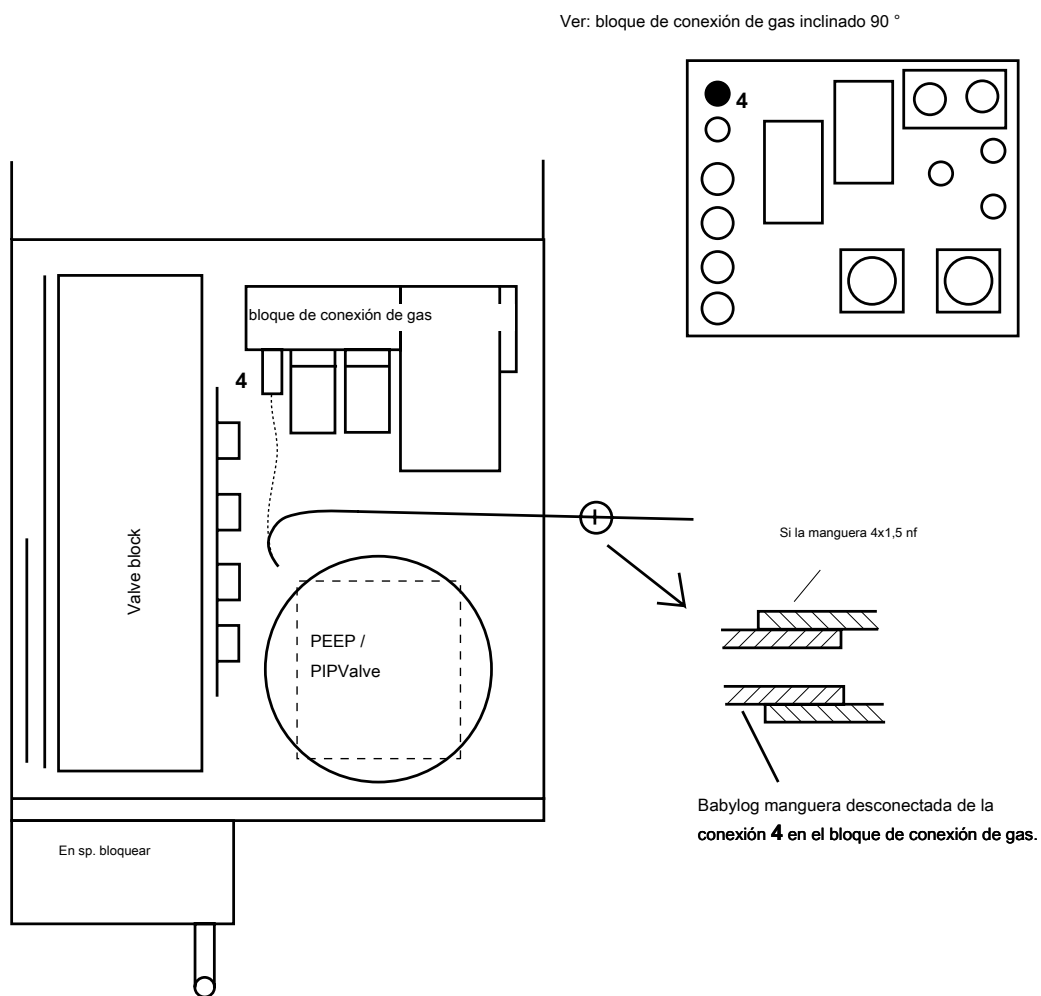 Ver: bloque de conexión de gas inclinado 90 °
4
bloque de conexión de gas
4
Valve block
Si la manguera 4x1,5 nf
PEEP /
PIPValve
Babylog manguera desconectada de la
conexión 4 en el bloque de conexión de gas.
En sp. bloquear